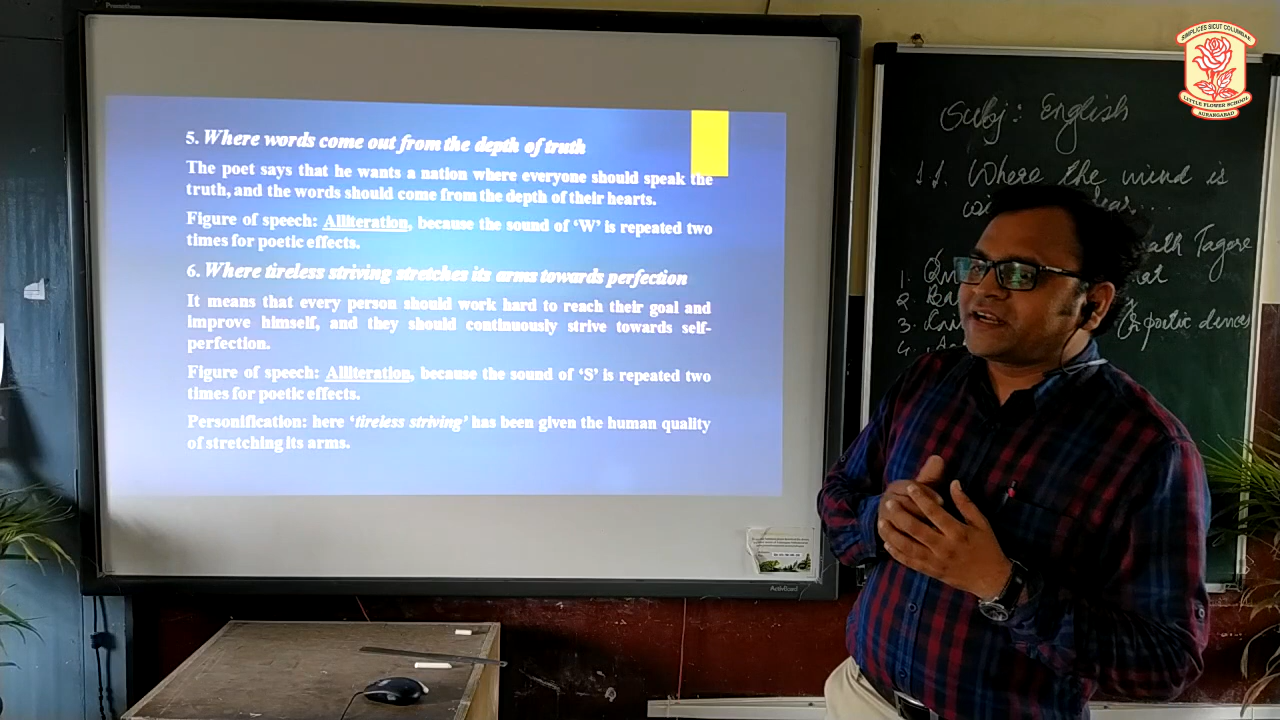 Promethean
5. Where words come out from the depth of truth
The poet says that he wants a nation where everyone should speak the
truth, and the words should come from the depth of their hearts.
Figure of speech: Alliteration, because the sound of ‘W’ is repeated two
times for poetic effects.
6. Where tireless striving stretches its arms towards perfection
It means that every person should work hard to reach their goal and
improve himself, and they should continuously strive towards self-
perfection.
Figure of speech: Alliteration, because the sound of ‘S’ is repeated two
times for poetic effects.
Personification: here ‘tireless striving’ has been given the human quality
of stretching its arms.
ActivBoard
SIMPLICES SICUT COLUMBAE
LITTLE FLOWER SCHOOL
AURANGABAD
Subj: English
Where the mind is
Tagore
1.
2.
3. poetic
4.